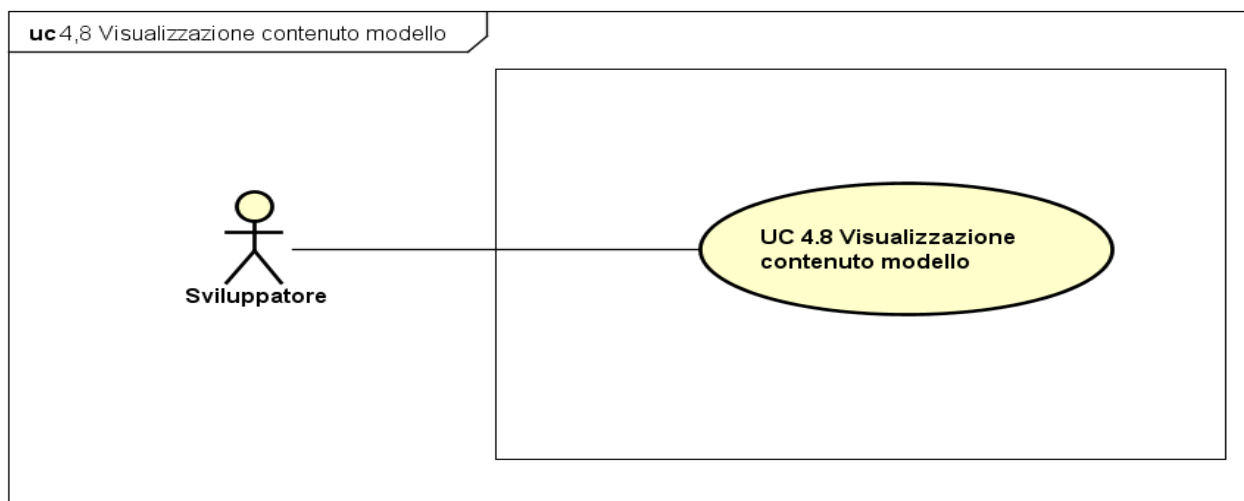 uc 4,8 Visualizzazione contenuto modello
UC 4.8 Visualizzazione
contenuto modello
Sviluppatore